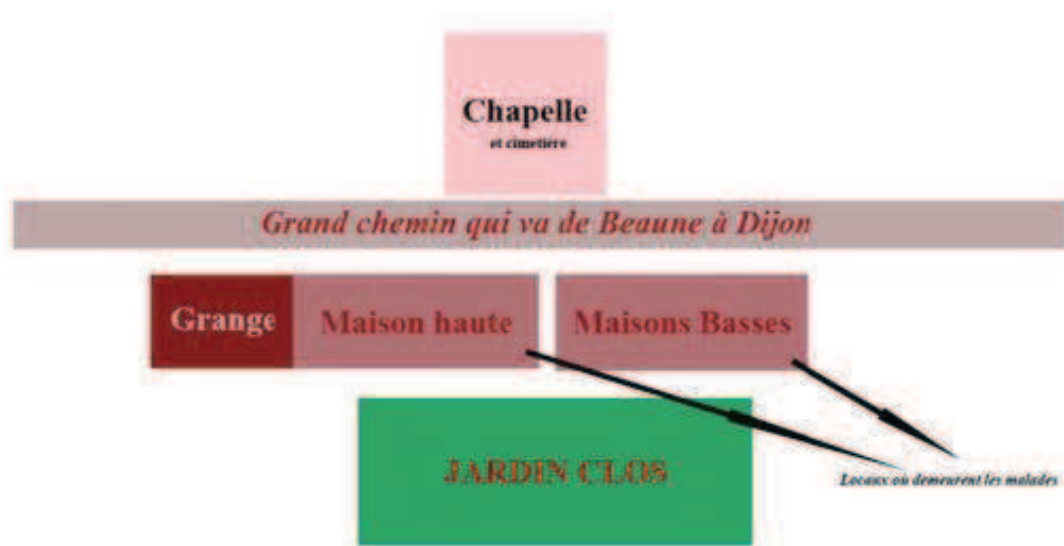 Chapelle
et cimetière
Grand chemin qui va de Beaune à Dijon
Grange
Maison haute
Maisons Basses
JARDIN CLOS
Locaux où demeurent les malades